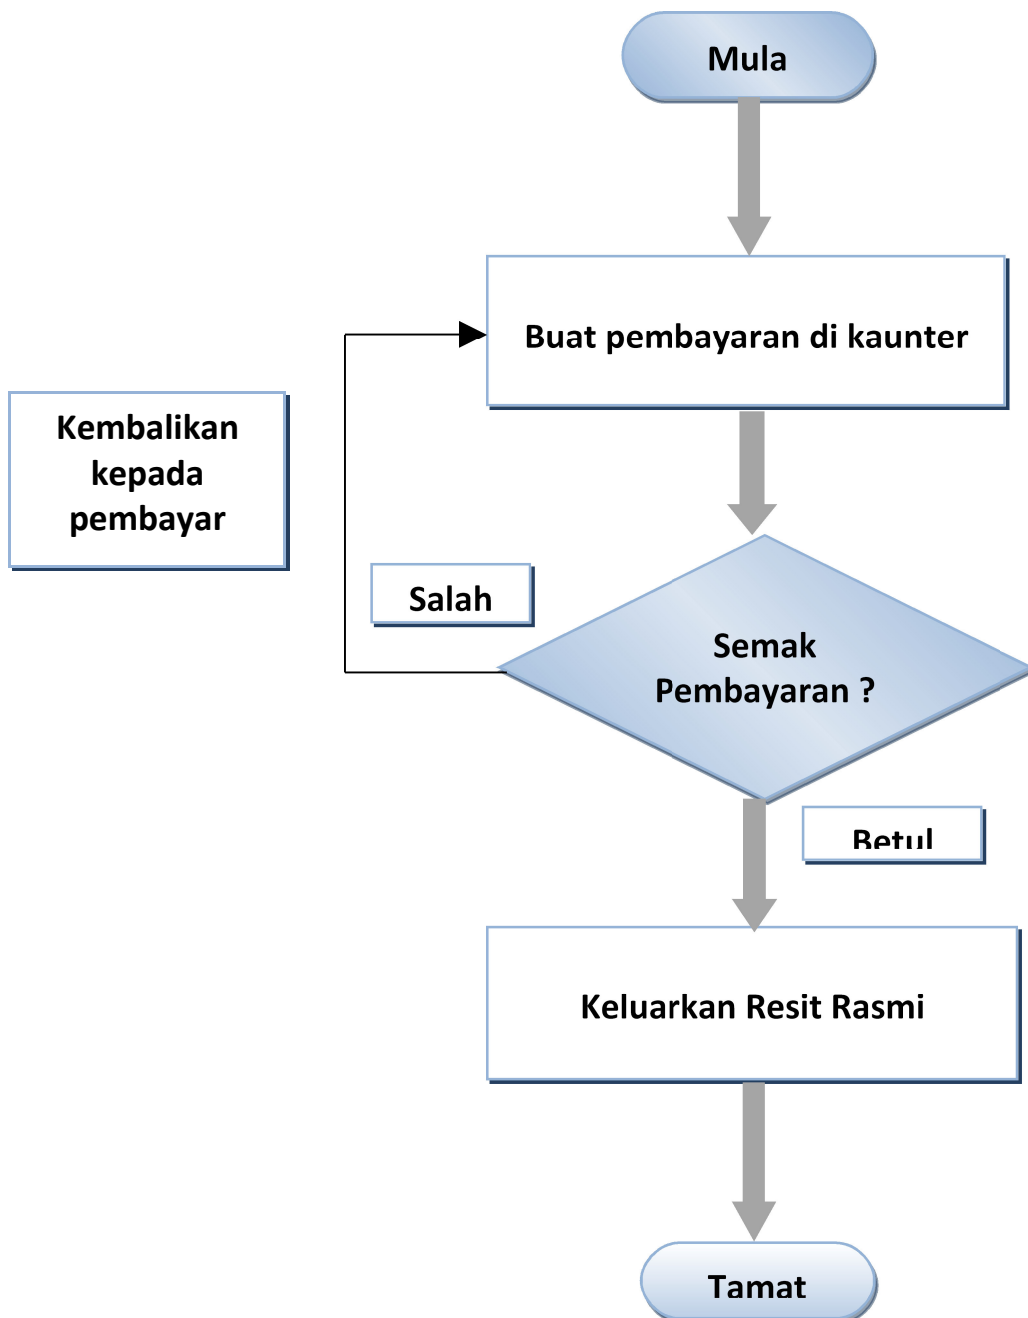 Mula
Buat pembayaran di kaunter
Kembalikan
kepada
pembayar
Salah
Semak
Pembayaran ?
Betul
Keluarkan Resit Rasmi
Tamat